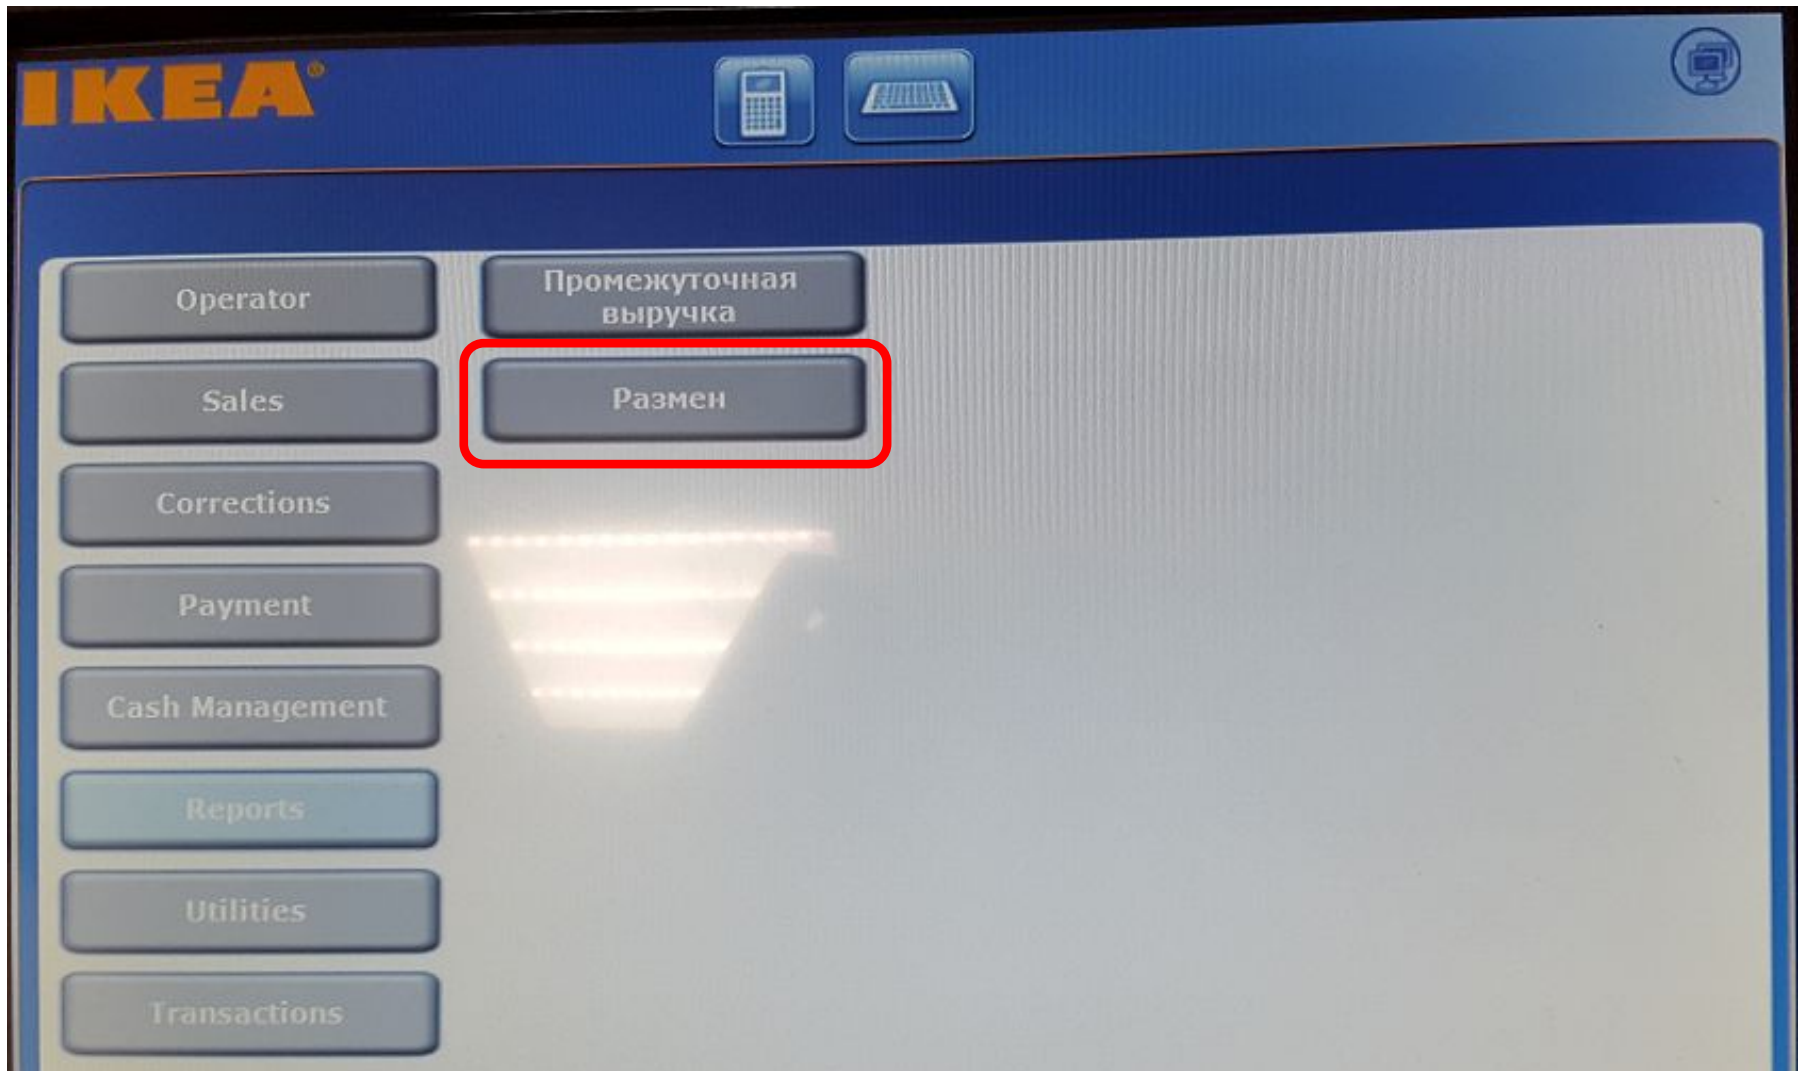 IKEA®
Operator
Промежуточная
выручка
Sales
Размен
Corrections
Payment
Cash Management
Reports
Utilities
Transactions